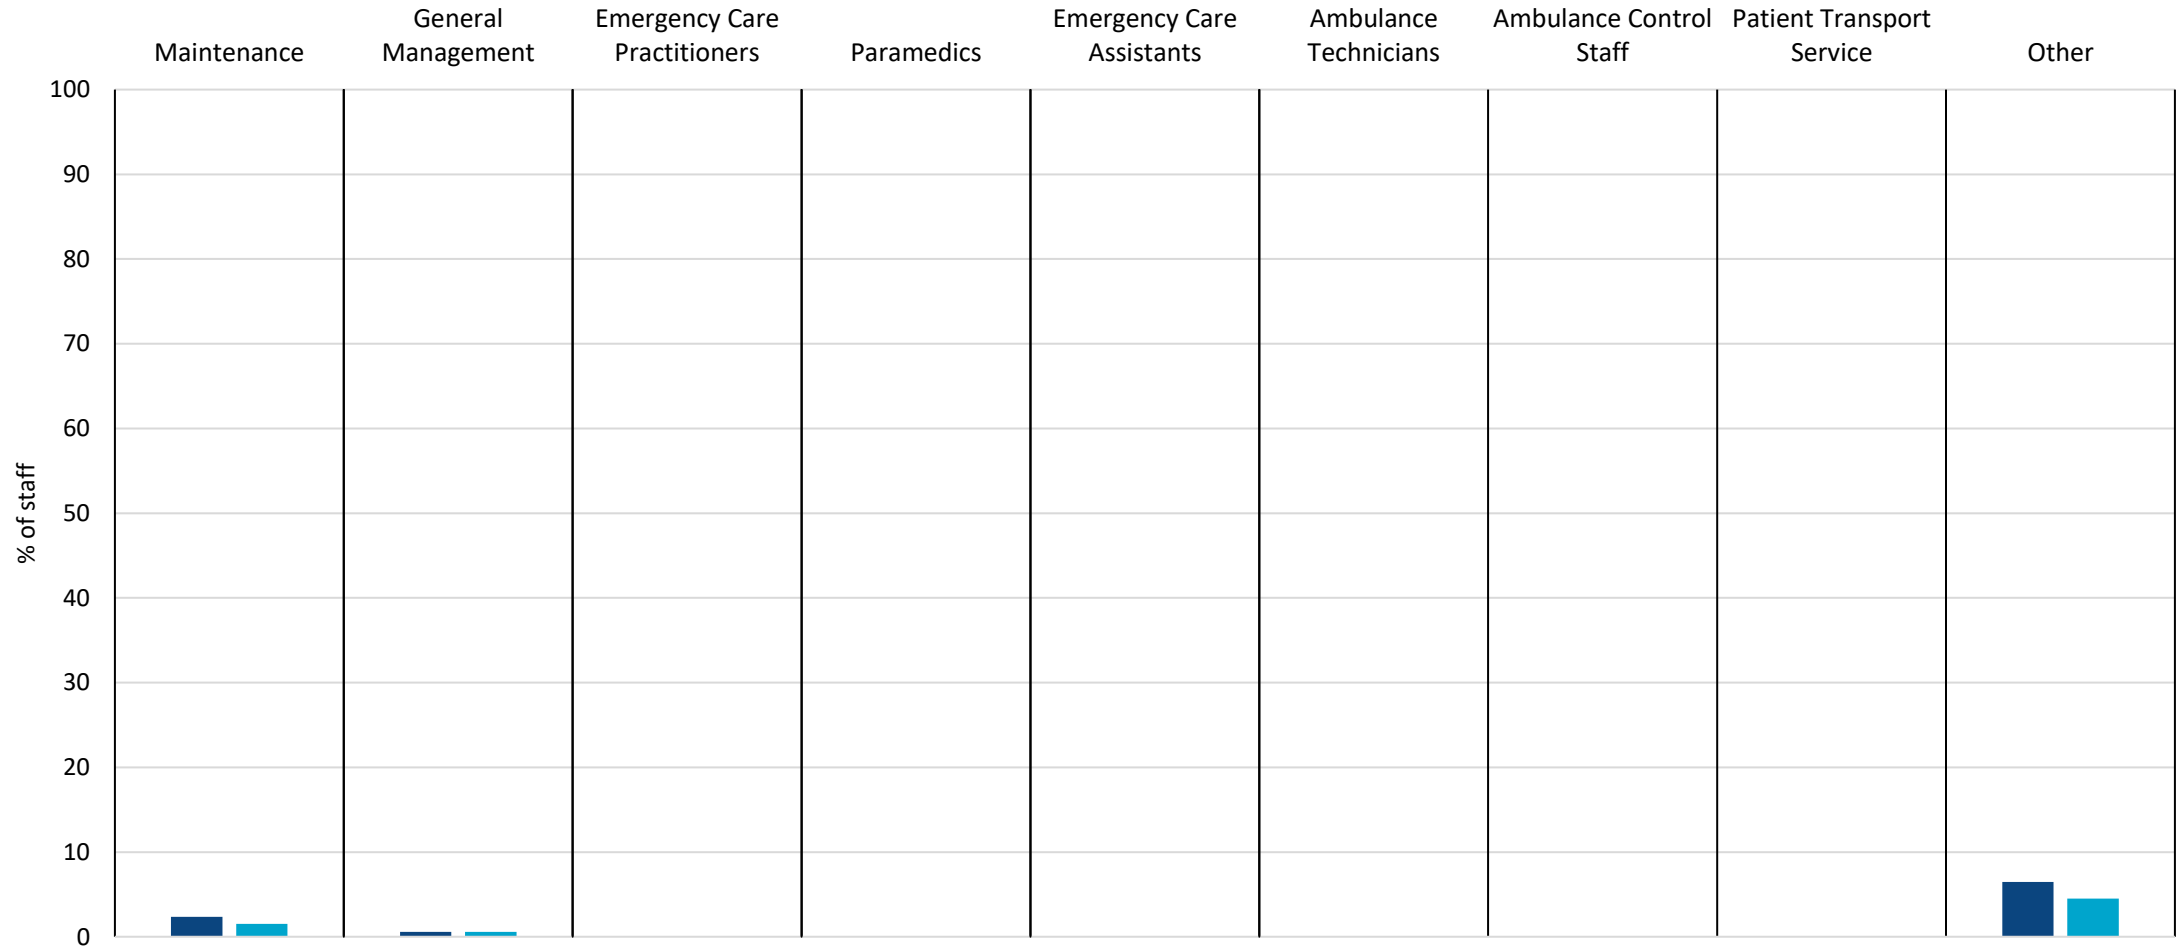 Maintenance
General
Management
Emergency Care
Practitioners
Paramedics
Emergency Care
Assistants
Ambulance
Technicians
Ambulance Control
Staff
Patient Transport
Service
Other
% of staff
100
90
80
70
60
50
40
30
20
10
0